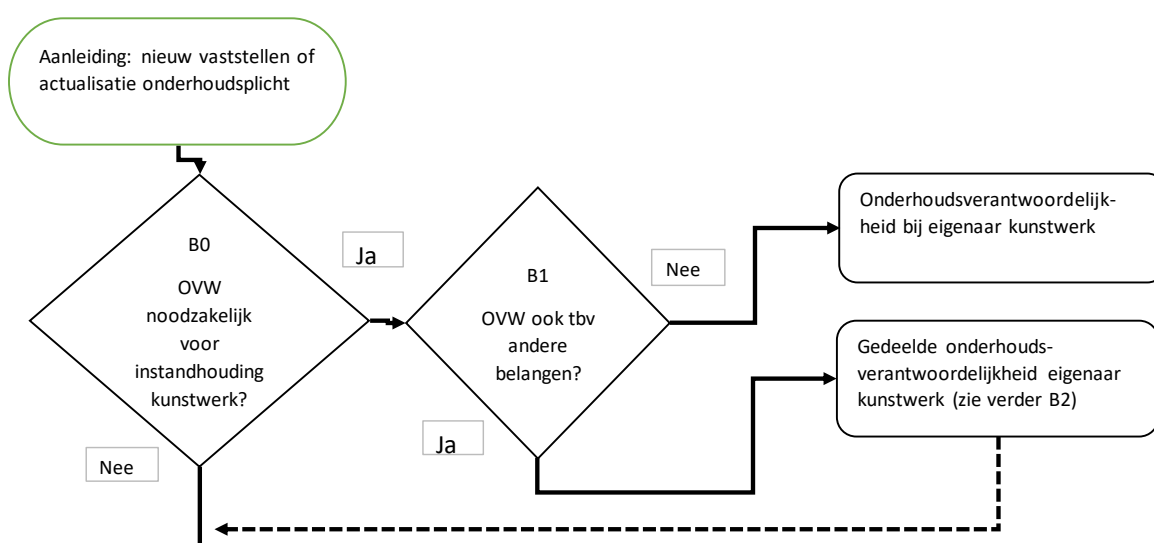 Aanleiding: nieuw vaststellen of
actualisatie onderhoudsplicht
B0
OVW
noodzakelijk
voor
instandhouding
kunstwerk?
Ja
Nee
B1
OVW ook tbv
andere
belangen?
Nee
Ja
Onderhoudsverantwoordelijk-
heid bij eigenaar kunstwerk
Gedeelde onderhouds-
verantwoordelijkheid eigenaar
kunstwerk (zie verder B2)